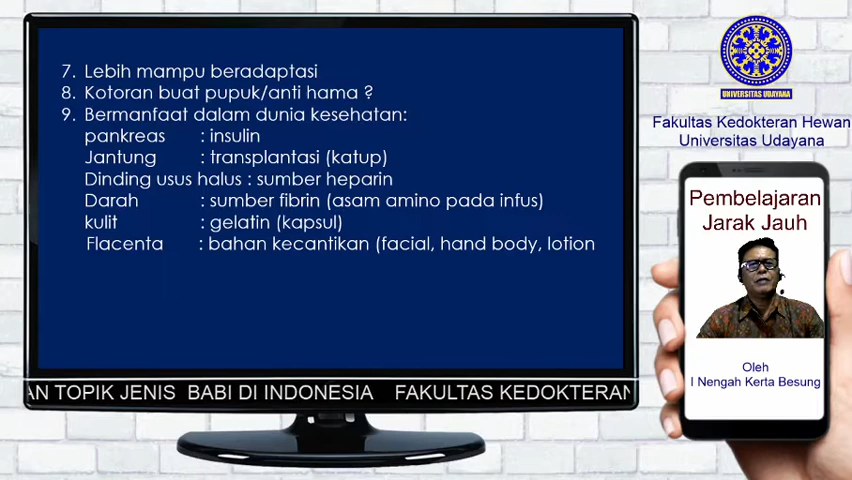 7. Lebih mampu beradaptasi
8. Kotoran buat pupuk/anti hama ?
9. Bermanfaat dalam dunia kesehatan:
pankreas : insulin
Jantung : transplantasi (katup)
Dinding usus halus : sumber heparin
Darah : sumber fibrin (asam amino pada infus)
kulit : gelatin (kapsul)
Flacenta : bahan kecantikan (facial, hand body, lotion
AN TOPIK JENIS BABI DI INDONESIA FAKULTAS KEDOKTERAN
UNIVERSITAS UDAYANA
Fakultas Kedokteran Hewan
Universitas Udayana
Pembelajaran
Jarak Jauh
Oleh
I Nengah Kerta Besung